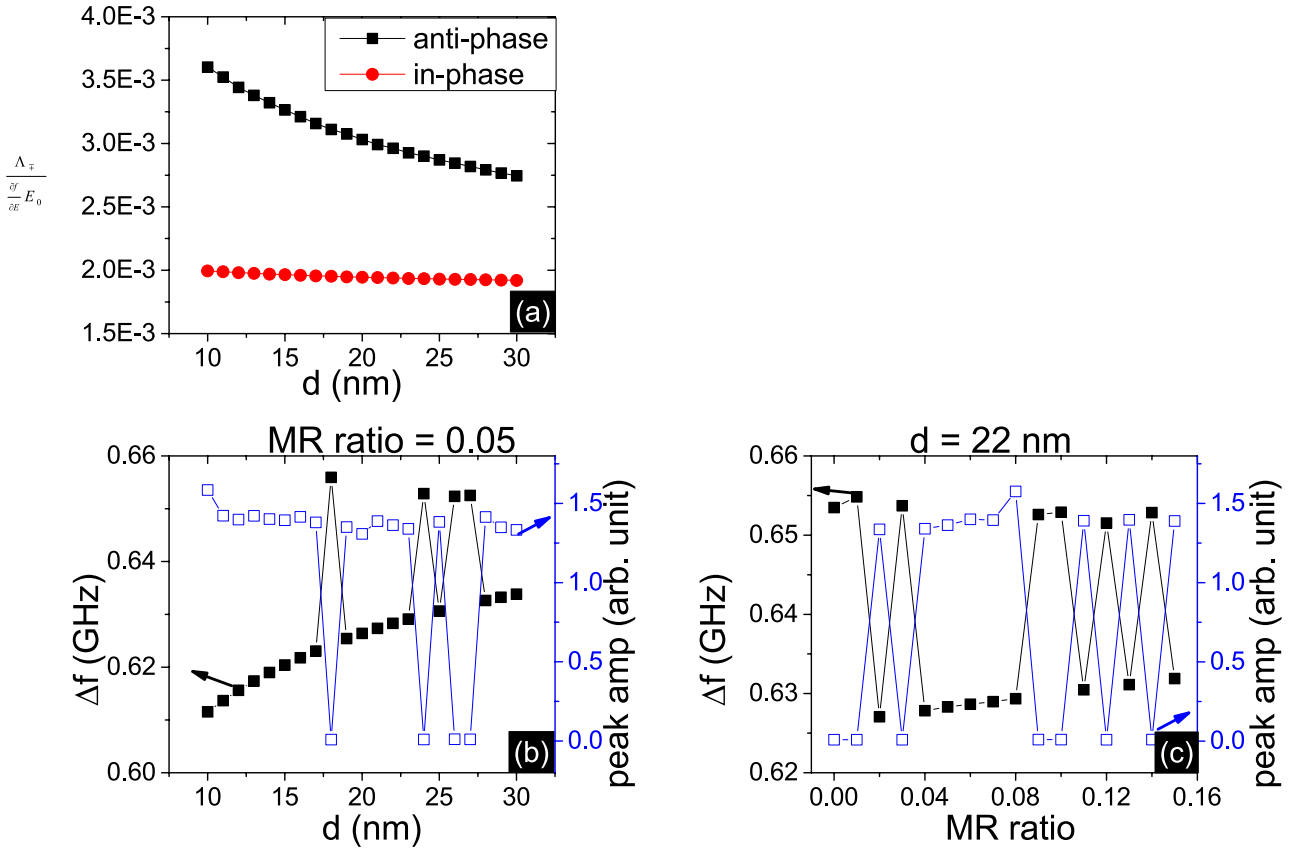 4.0E-3
3.5E-3
3.0E-3
2.5E-3
2.0E-3
1.5E-3
Λ∓
∂f
∂E
E0
anti-phase
in-phase
(a)
10 15 20 25 30
d (nm)
MR ratio = 0.05
0.66
0.64
0.62
0.60
Δf (GHz)
1.5
1.0
0.5
0.0
peak amp (arb. unit)
(b)
10 15 20 25 30
d (nm)
d = 22 nm
0.66
0.65
0.64
0.63
0.62
Δf (GHz)
1.5
1.0
0.5
0.0
peak amp (arb. unit)
(c)
0.00 0.04 0.08 0.12 0.16
MR ratio